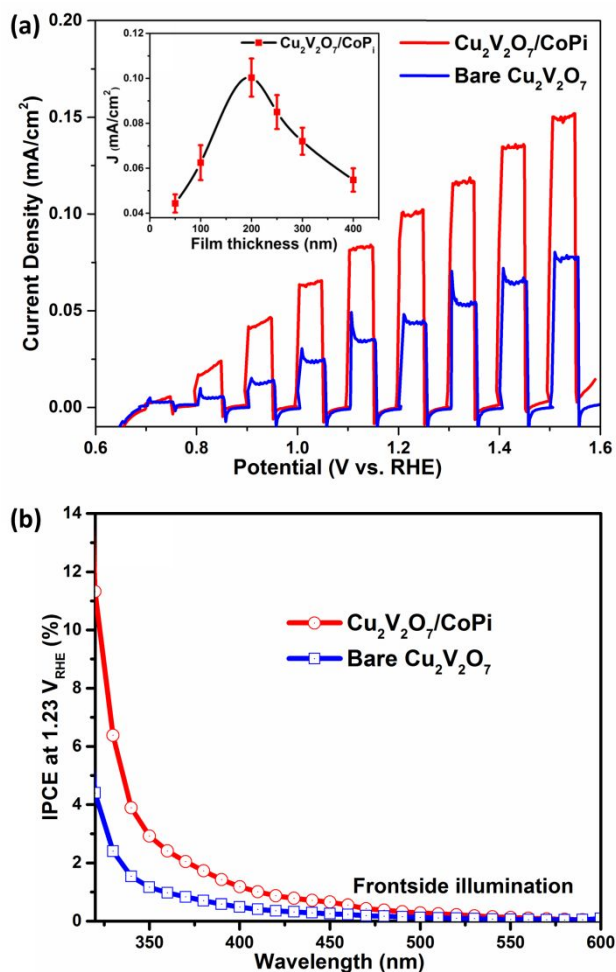 (a)
Cu₂V₂O₇/CoPi
J (mA/cm²)
0.10
0.08
0.06
0.04
0 100 200 300 400
Film thickness (nm)
Cu₂V₂O₇/CoPi
Bare Cu₂V₂O₇
Current Density (mA/cm²)
0.20
0.15
0.10
0.05
0.00
0.6 0.8 1.0 1.2 1.4 1.6
Potential (V vs. RHE)
(b)
IPCE at 1.23 V_RHE (%)
14
12
10
8
6
4
2
0
Cu₂V₂O₇/CoPi
Bare Cu₂V₂O₇
Frontside illumination
350 400 450 500 550 600
Wavelength (nm)